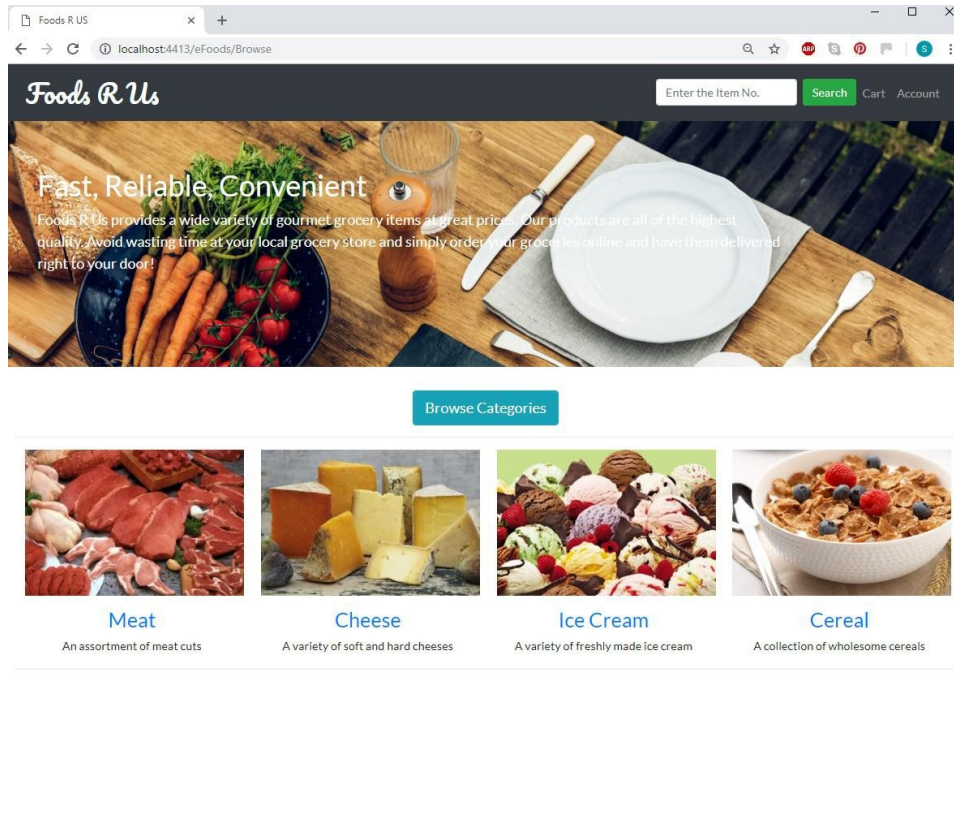 Foods R US
localhost:4413/eFoods/Browse
ABP
S
S
Foods R Us
Enter the Item No.
Search
Cart
Account
Fast, Reliable, Convenient
Foods R Us provides a wide variety of gourmet grocery items at great prices. Our products are all of the highest
quality. Avoid wasting time at your local grocery store and simply order your groceries online and have them delivered
right to your door!
Browse Categories
Meat
Cheese
Ice Cream
Cereal
An assortment of meat cuts
A variety of soft and hard cheeses
A variety of freshly made ice cream
A collection of wholesome cereals